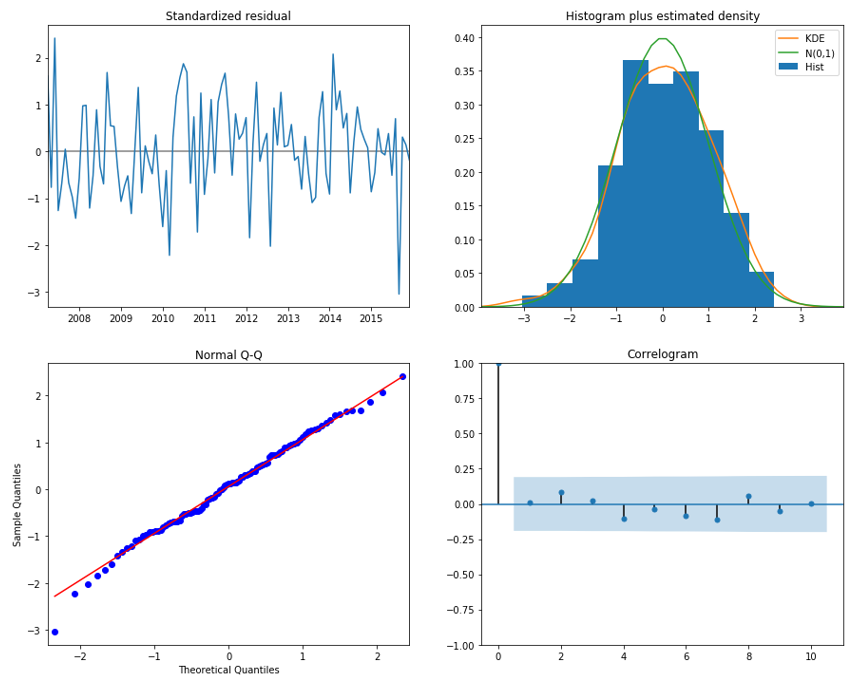 Standardized residual
2
1
0
−1
−2
−3
2008 2009 2010 2011 2012 2013 2014 2015
Histogram plus estimated density
KDE
N(0,1)
Hist
0.40
0.35
0.30
0.25
0.20
0.15
0.10
0.05
0.00
−3 −2 −1 0 1 2 3
Normal Q-Q
Sample Quantiles
2
1
0
−1
−2
−3
−2 −1 0 1 2
Theoretical Quantiles
Correlogram
1.00
0.75
0.50
0.25
0.00
−0.25
−0.50
−0.75
−1.00
0 2 4 6 8 10